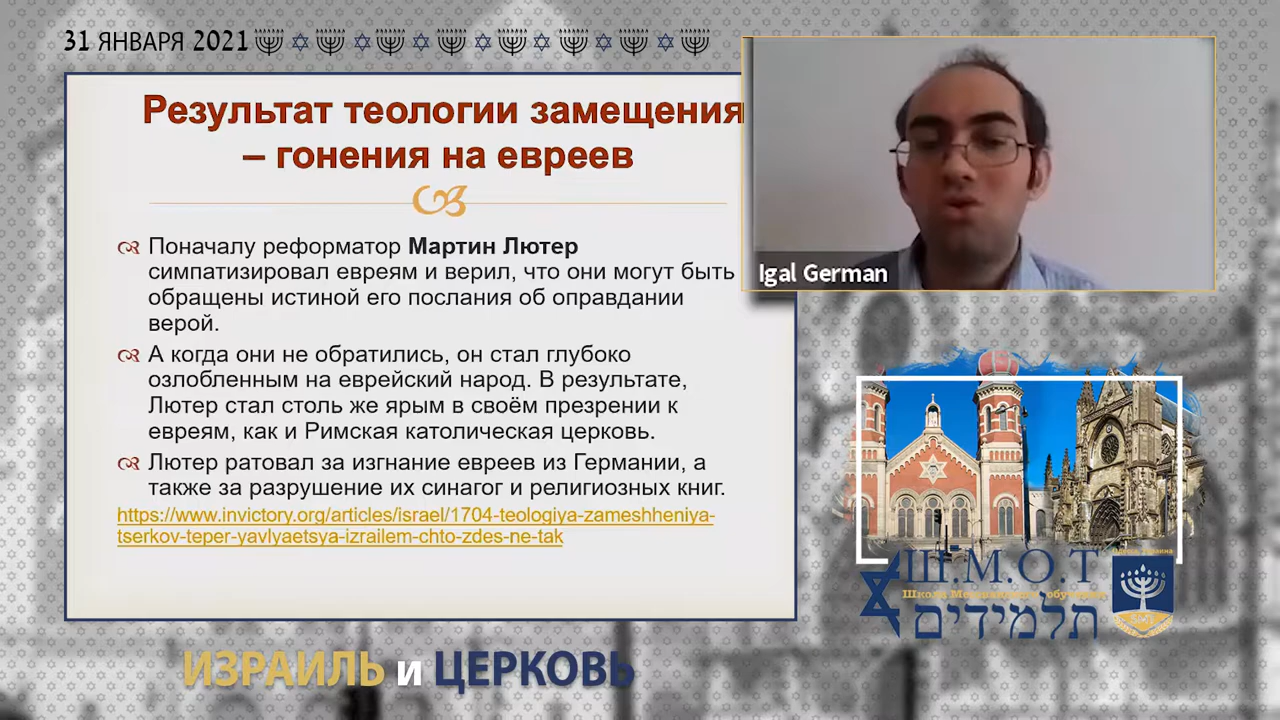 31 ЯНВАРЯ 2021
Результат теологии замещения
– гонения на евреев
Поначалу реформатор Мартин Лютер
симпатизировал евреям и верил, что они могут быть
обращены истиной его послания об оправдании
верой.
А когда они не обратились, он стал глубоко
озлобленным на еврейский народ. В результате,
Лютер стал столь же ярым в своём презрении к
евреям, как и Римская католическая церковь.
Лютер ратовал за изгнание евреев из Германии, а
также за разрушение их синагог и религиозных книг.
https://www.invictory.org/articles/israel/1704-teologiya-zameshheniya-
tserkov-teper-yavlyaetsya-izrailem-chto-zdes-ne-tak
Igal German
Ш.М.О.Т
Школа обучения
תלמידים
ИЗРАИЛЬ и ЦЕРКОВЬ